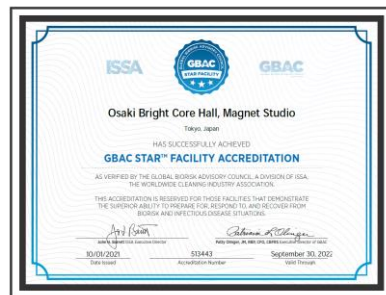 ISSA
GBAC
STAR FACILITY
GBAC
Osaki Bright Core Hall, Magnet Studio
Tokyo, Japan
HAS SUCCESSFULLY ACHIEVED
GBAC STAR™ FACILITY ACCREDITATION
AS VERIFIED BY THE GLOBAL BIORISK ADVISORY COUNCIL, A DIVISION OF ISSA,
THE WORLDWIDE CLEANING INDUSTRY ASSOCIATION.
THIS ACCREDITATION IS RESERVED FOR THOSE FACILITIES THAT DEMONSTRATE
THE SUPERIOR ABILITY TO PREPARE FOR, RESPOND TO, AND RECOVER FROM
BIORISK AND INFECTIOUS DISEASE SITUATIONS.
10/01/2021
513443
September 30, 2022
Date Issued
Accreditation Number
Valid Through